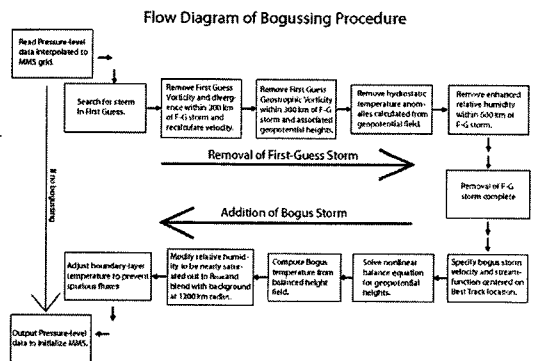 Flow Diagram of Bogussing Procedure
Read Pressure-level
data interpolated to
MM5 grid.
Search for storm
in First Guess.
Remove First Guess
Vorticity and diverg-
ence within 300 km
of F-G storm and
recalculate velocity.
Remove First Guess
Geostrophic Vorticity
within 300 km of F-G
storm and associated
geopotential heights.
Remove hydrostatic
temperature anom-
alies calculated from
geopotential field.
Remove enhanced
relative humidity
within 500 km of
F-G storm.
Removal of First-Guess Storm
Removal of F-G
storm complete
If no bogussing
Addition of Bogus Storm
Specify bogus storm
velocity and stream-
function centered on
Best Track location.
Solve nonlinear
balance equation
for geopotential
heights.
Compute Bogus
temperature from
balanced height
field.
Modify relative humid-
ity to be nearly satu-
rated out to and
blend with background
at 1200 km radius.
Adjust boundary-layer
temperature to prevent
spurious fluxes
Output Pressure-level
data to initialize MM5.